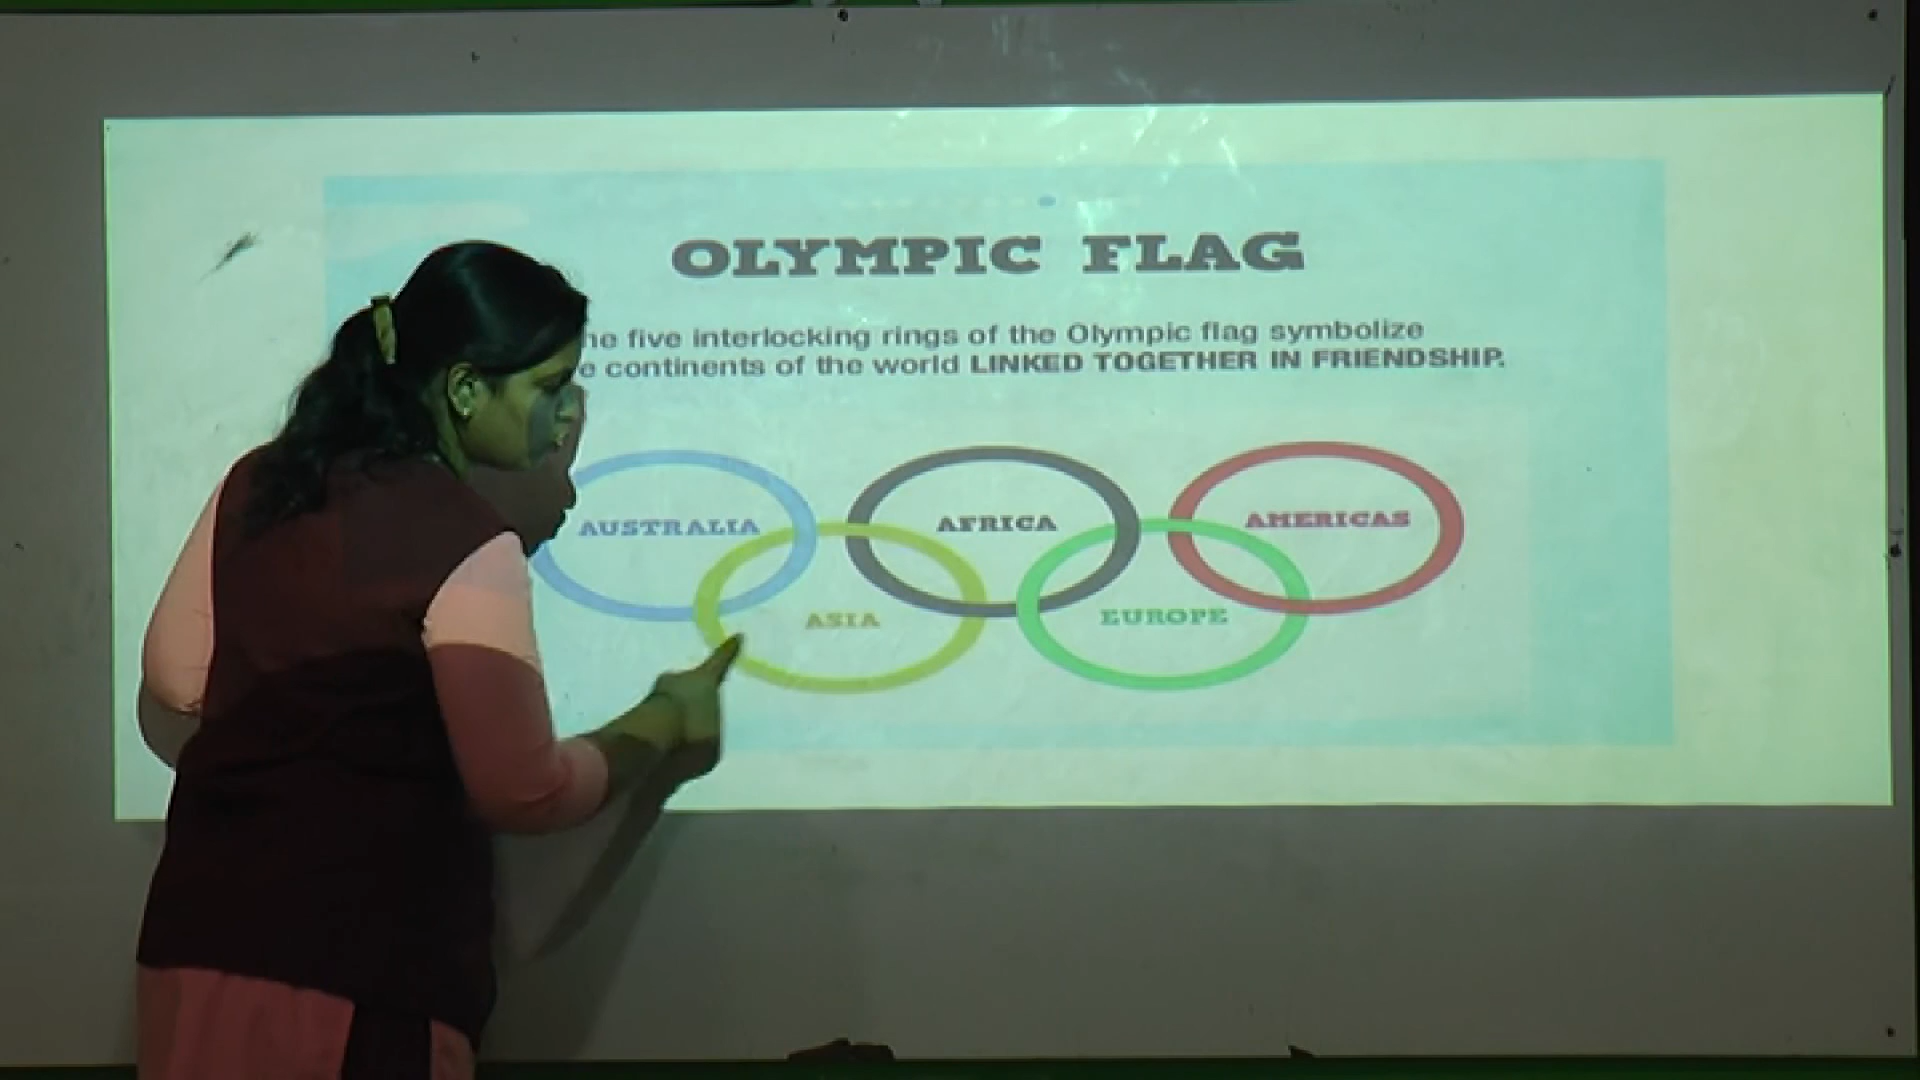 OLYMPIC FLAG
he five interlocking rings of the Olympic flag symbolize
e continents of the world LINKED TOGETHER IN FRIENDSHIP.
AUSTRALIA AFRICA AMERICAS
ASIA EUROPE